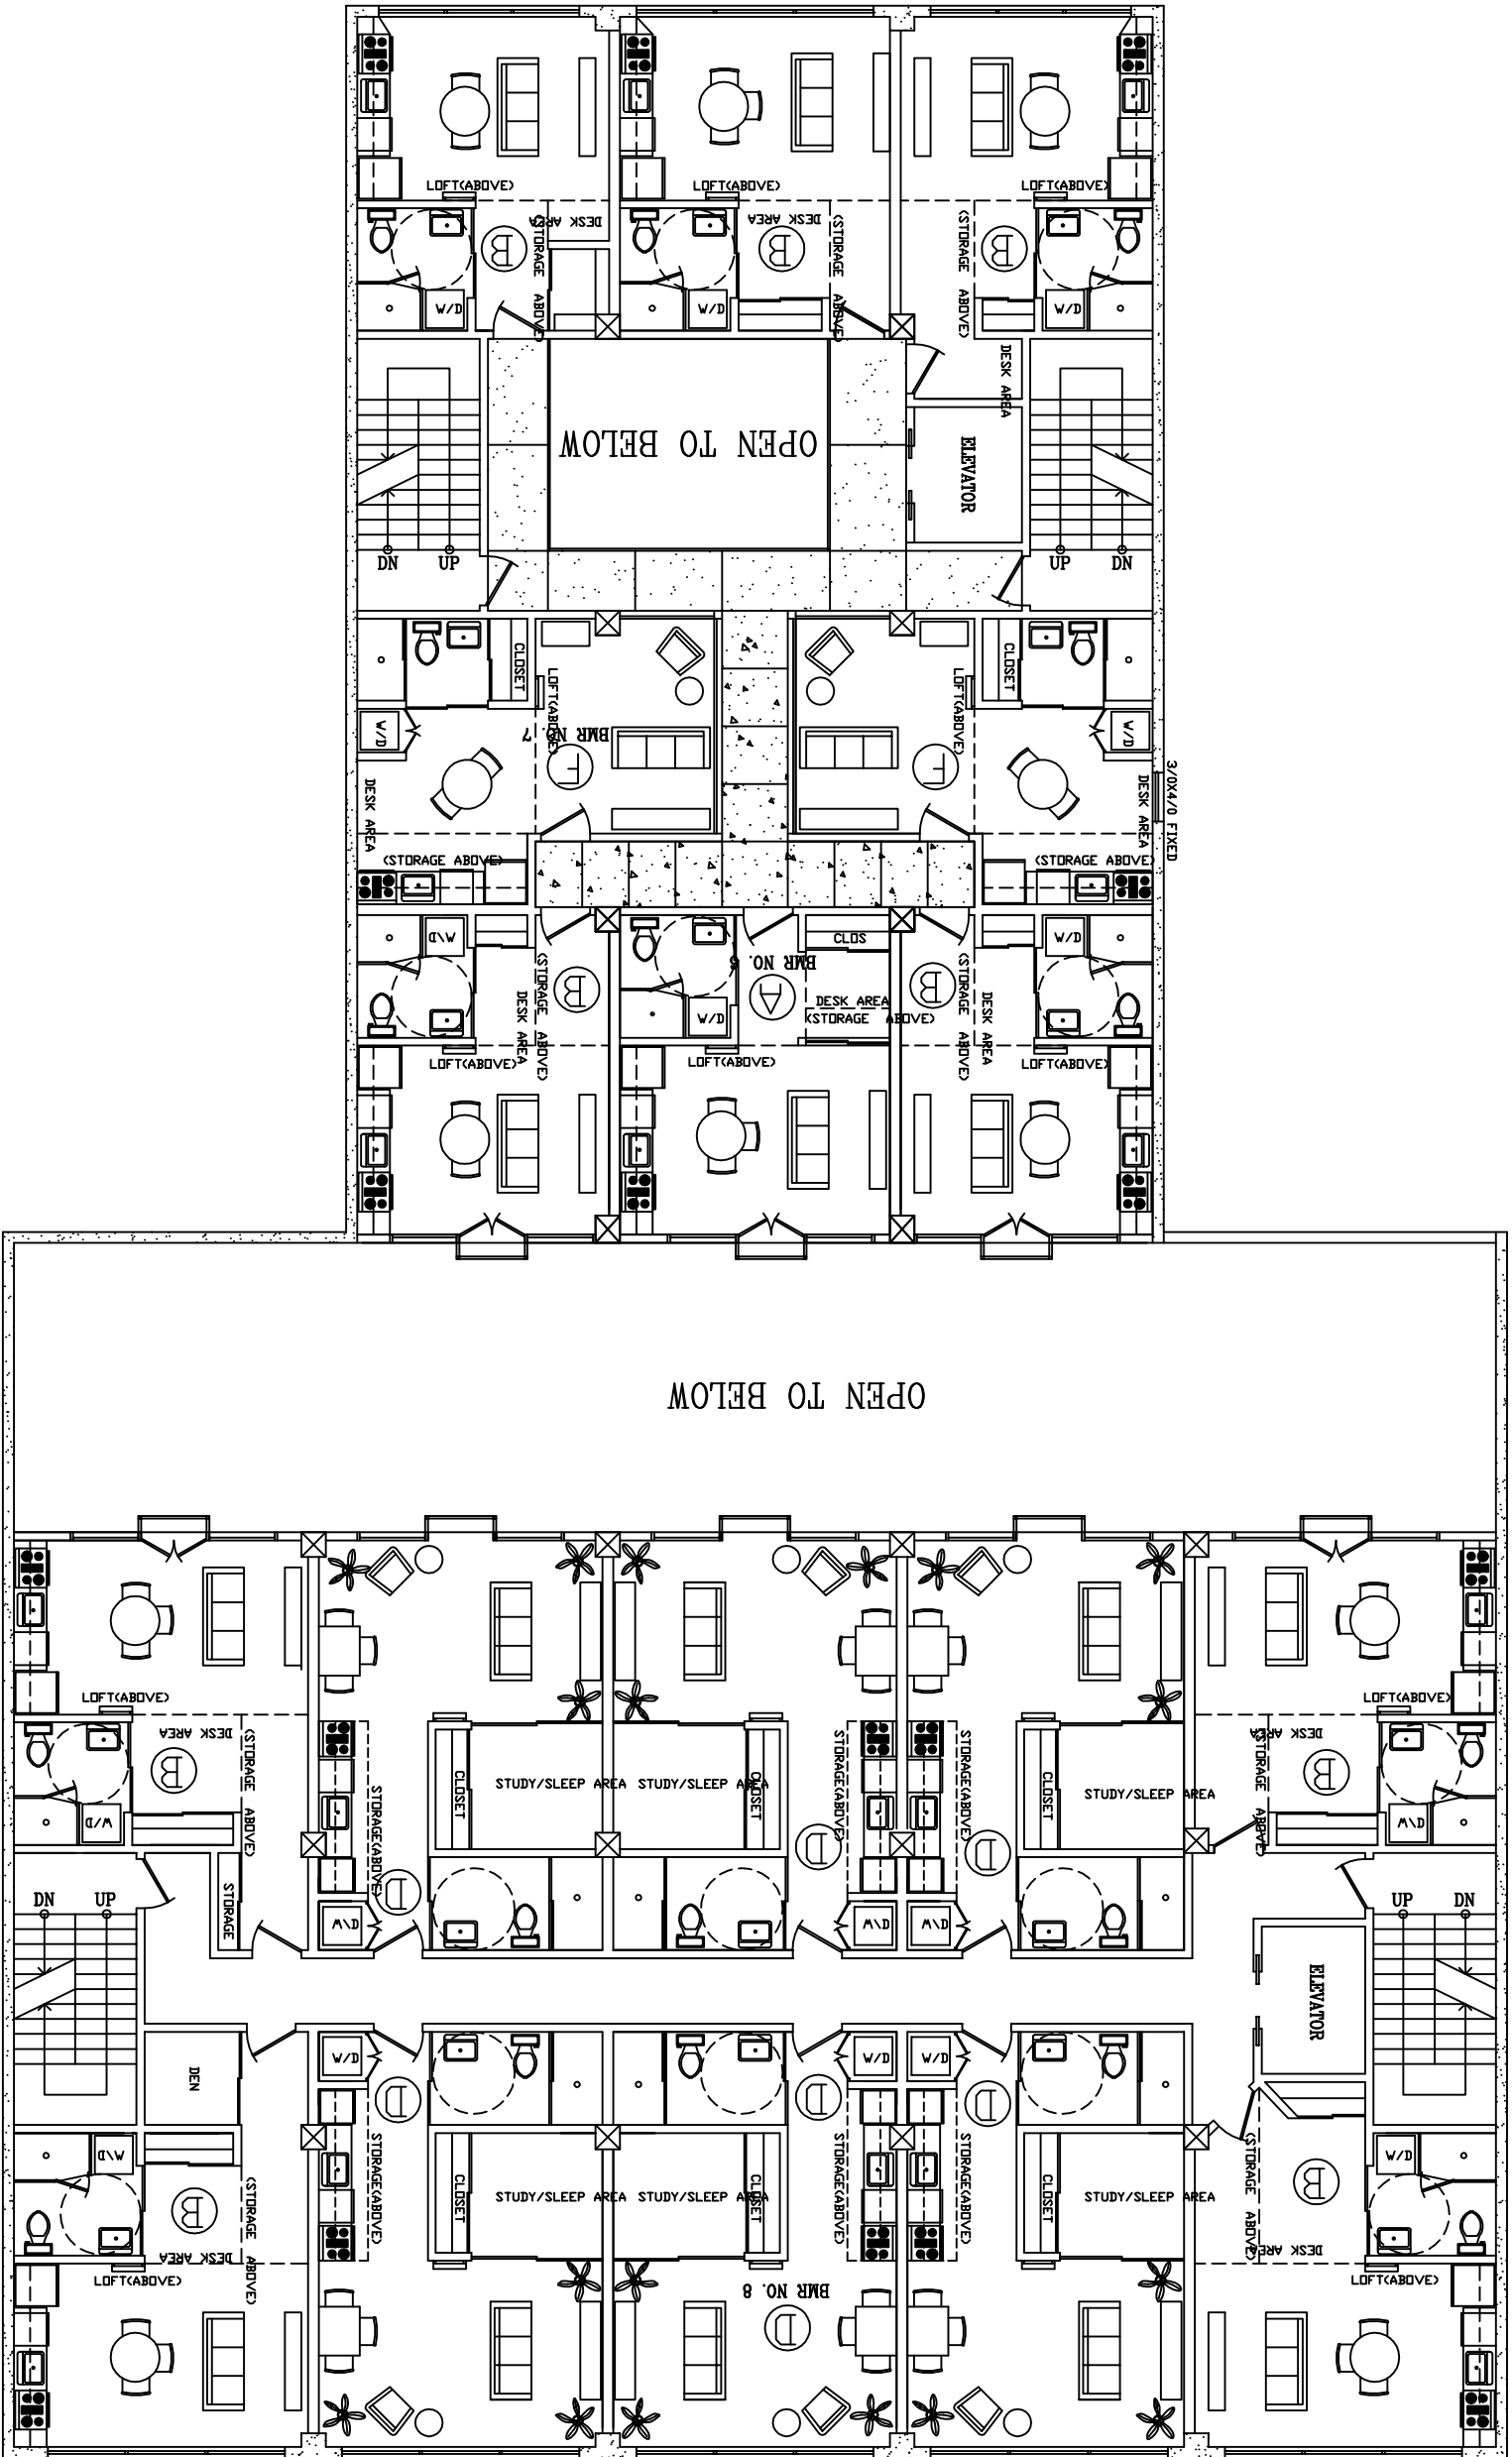 LOFT(ABOVE)
LOFT(ABOVE)
LOFT(ABOVE)
DESK AREA
(STORAGE ABOVE)
DESK AREA
(STORAGE ABOVE)
(STORAGE ABOVE)
B
B
B
W/D
W/D
W/D
DESK AREA
OPEN TO BELOW
ELEVATOR
DN
UP
UP
DN
CLOSET
CLOSET
LOFT(ABOVE)
LOFT(ABOVE)
W/D
BMR NO. 7
W/D
3/0X4/0 FIXED
DESK AREA
DESK AREA
(STORAGE ABOVE)
(STORAGE ABOVE)
W/D
CLOS
W/D
BMR NO. 6
(STORAGE ABOVE)
(STORAGE ABOVE)
B
A
B
DESK AREA
DESK AREA
(STORAGE ABOVE)
DESK AREA
W/D
LOFT(ABOVE)
LOFT(ABOVE)
LOFT(ABOVE)
OPEN TO BELOW
LOFT(ABOVE)
LOFT(ABOVE)
DESK AREA
(STORAGE ABOVE)
STORAGE(ABOVE)
STORAGE(ABOVE)
DESK AREA
(STORAGE ABOVE)
B
B
STORAGE(ABOVE)
CLOSET
STUDY/SLEEP AREA
STUDY/SLEEP AREA
CLOSET
CLOSET
STUDY/SLEEP AREA
W/D
W/D
D
D
D
DN
UP
STORAGE
W/D
W/D
W/D
UP
DN
ELEVATOR
DEN
W/D
W/D
W/D
D
D
D
W/D
W/D
STORAGE(ABOVE)
STORAGE(ABOVE)
STORAGE(ABOVE)
(STORAGE ABOVE)
B
B
(STORAGE ABOVE)
CLOSET
STUDY/SLEEP AREA
STUDY/SLEEP AREA
CLOSET
CLOSET
STUDY/SLEEP AREA
DESK AREA
DESK AREA
LOFT(ABOVE)
LOFT(ABOVE)
BMR NO. 8
D